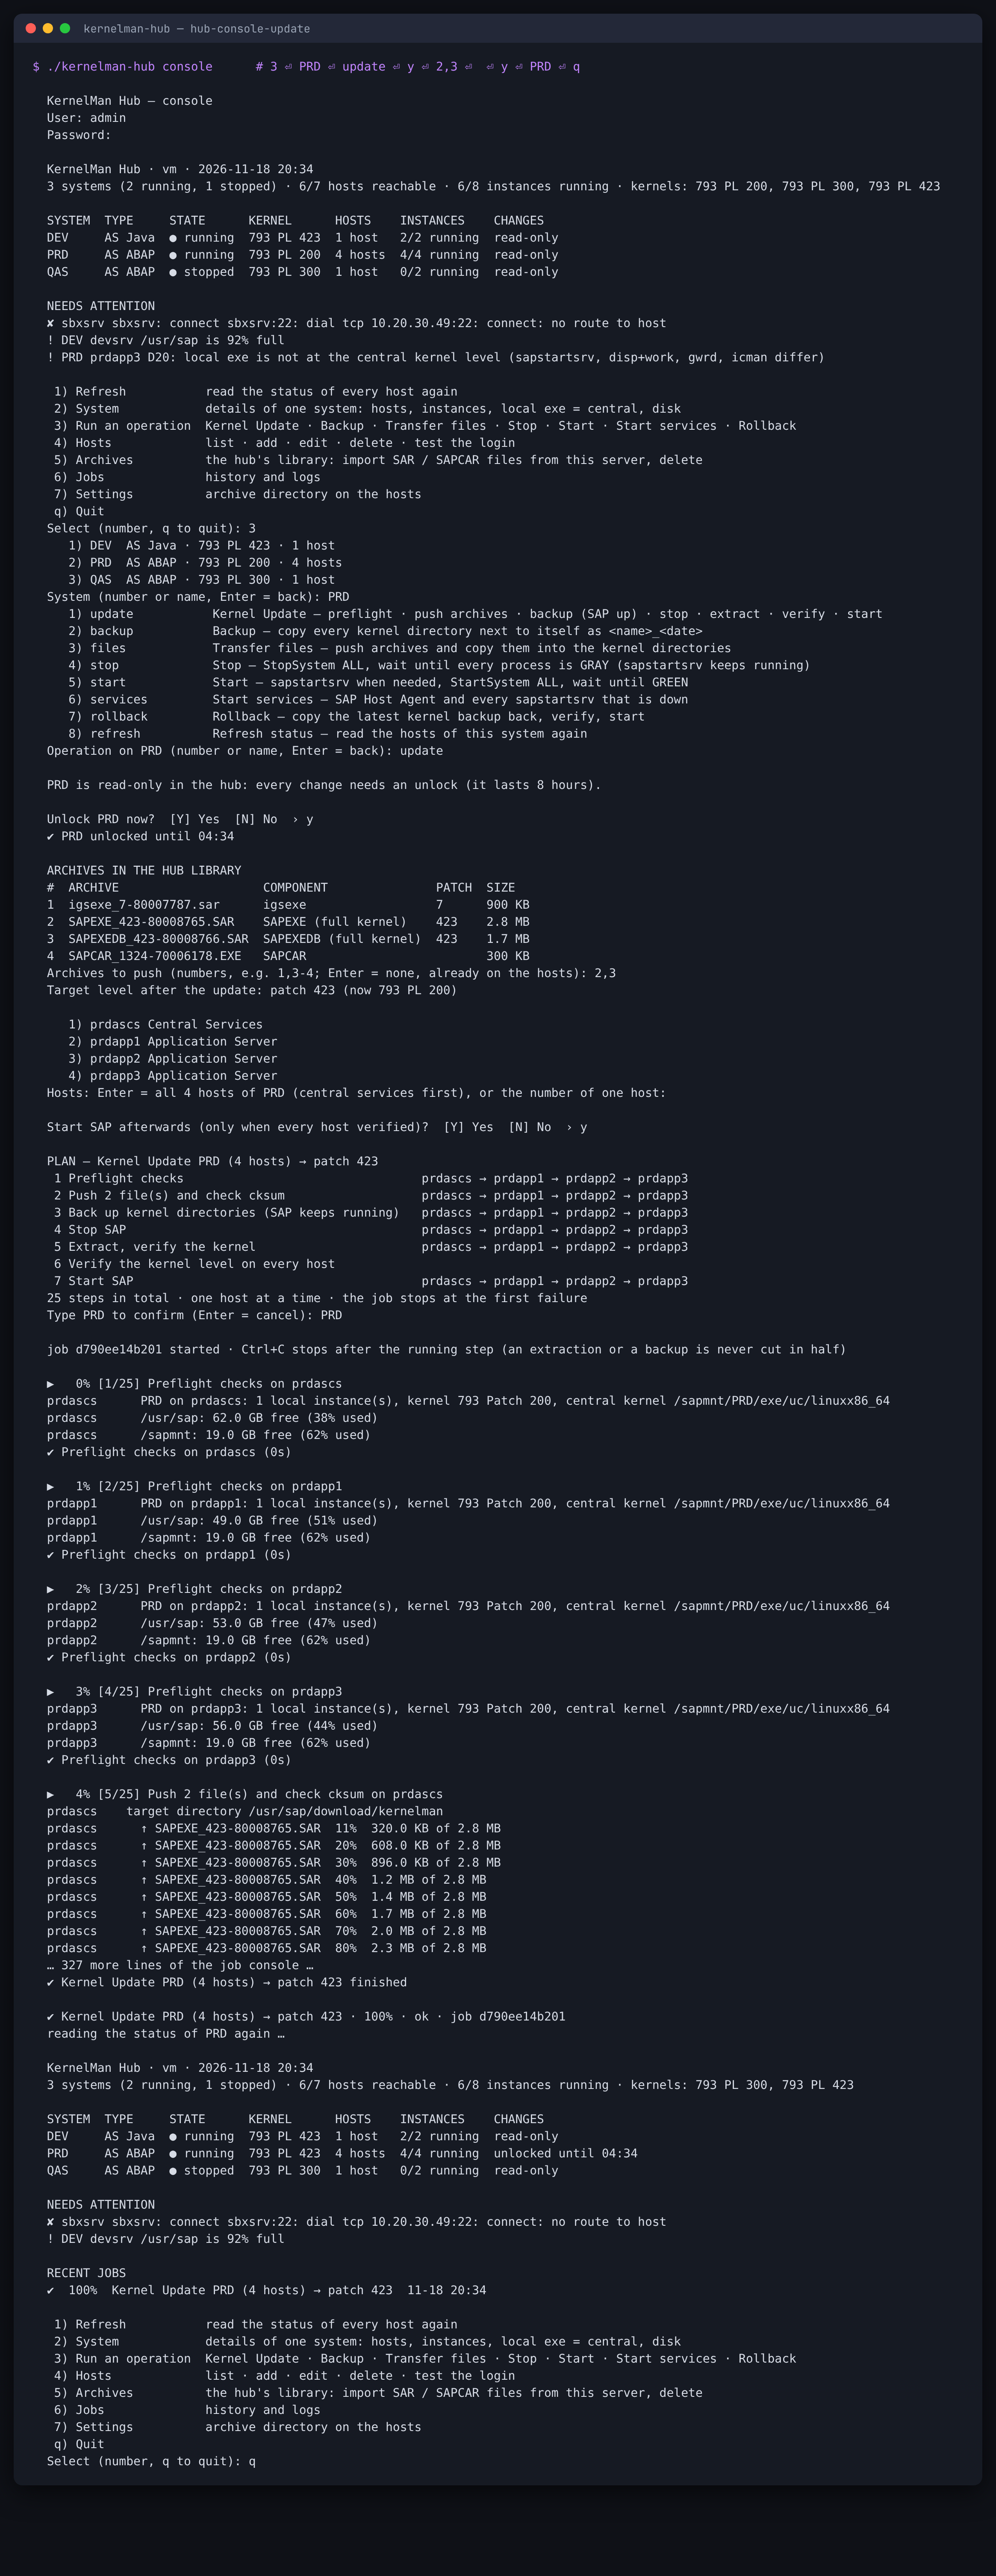 kernelman-hub — hub-console-update
$ ./kernelman-hub console      # 3 ⏎ PRD ⏎ update ⏎ y ⏎ 2,3 ⏎  ⏎ y ⏎ PRD ⏎ q
KernelMan Hub — console
User: admin
Password:
KernelMan Hub · vm · 2026-11-18 20:34
3 systems (2 running, 1 stopped) · 6/7 hosts reachable · 6/8 instances running · kernels: 793 PL 200, 793 PL 300, 793 PL 423
SYSTEM  TYPE     STATE      KERNEL      HOSTS    INSTANCES    CHANGES
DEV     AS Java  ● running  793 PL 423  1 host   2/2 running  read-only
PRD     AS ABAP  ● running  793 PL 200  4 hosts  4/4 running  read-only
QAS     AS ABAP  ● stopped  793 PL 300  1 host   0/2 running  read-only
NEEDS ATTENTION
✘ sbxsrv sbxsrv: connect sbxsrv:22: dial tcp 10.20.30.49:22: connect: no route to host
! DEV devsrv /usr/sap is 92% full
! PRD prdapp3 D20: local exe is not at the central kernel level (sapstartsrv, disp+work, gwrd, icman differ)
1) Refresh           read the status of every host again
2) System            details of one system: hosts, instances, local exe = central, disk
3) Run an operation  Kernel Update · Backup · Transfer files · Stop · Start · Start services · Rollback
4) Hosts             list · add · edit · delete · test the login
5) Archives          the hub's library: import SAR / SAPCAR files from this server, delete
6) Jobs              history and logs
7) Settings          archive directory on the hosts
q) Quit
Select (number, q to quit): 3
1) DEV  AS Java · 793 PL 423 · 1 host
2) PRD  AS ABAP · 793 PL 200 · 4 hosts
3) QAS  AS ABAP · 793 PL 300 · 1 host
System (number or name, Enter = back): PRD
1) update           Kernel Update — preflight · push archives · backup (SAP up) · stop · extract · verify · start
2) backup           Backup — copy every kernel directory next to itself as <name>_<date>
3) files            Transfer files — push archives and copy them into the kernel directories
4) stop             Stop — StopSystem ALL, wait until every process is GRAY (sapstartsrv keeps running)
5) start            Start — sapstartsrv when needed, StartSystem ALL, wait until GREEN
6) services         Start services — SAP Host Agent and every sapstartsrv that is down
7) rollback         Rollback — copy the latest kernel backup back, verify, start
8) refresh          Refresh status — read the hosts of this system again
Operation on PRD (number or name, Enter = back): update
PRD is read-only in the hub: every change needs an unlock (it lasts 8 hours).
Unlock PRD now?  [Y] Yes  [N] No  › y
✔ PRD unlocked until 04:34
ARCHIVES IN THE HUB LIBRARY
#  ARCHIVE                    COMPONENT               PATCH  SIZE
1  igsexe_7-80007787.sar      igsexe                  7      900 KB
2  SAPEXE_423-80008765.SAR    SAPEXE (full kernel)    423    2.8 MB
3  SAPEXEDB_423-80008766.SAR  SAPEXEDB (full kernel)  423    1.7 MB
4  SAPCAR_1324-70006178.EXE   SAPCAR                         300 KB
Archives to push (numbers, e.g. 1,3-4; Enter = none, already on the hosts): 2,3
Target level after the update: patch 423 (now 793 PL 200)
1) prdascs Central Services
2) prdapp1 Application Server
3) prdapp2 Application Server
4) prdapp3 Application Server
Hosts: Enter = all 4 hosts of PRD (central services first), or the number of one host:
Start SAP afterwards (only when every host verified)?  [Y] Yes  [N] No  › y
PLAN — Kernel Update PRD (4 hosts) → patch 423
1 Preflight checks                                 prdascs → prdapp1 → prdapp2 → prdapp3
2 Push 2 file(s) and check cksum                   prdascs → prdapp1 → prdapp2 → prdapp3
3 Back up kernel directories (SAP keeps running)   prdascs → prdapp1 → prdapp2 → prdapp3
4 Stop SAP                                         prdascs → prdapp1 → prdapp2 → prdapp3
5 Extract, verify the kernel                       prdascs → prdapp1 → prdapp2 → prdapp3
6 Verify the kernel level on every host
7 Start SAP                                        prdascs → prdapp1 → prdapp2 → prdapp3
25 steps in total · one host at a time · the job stops at the first failure
Type PRD to confirm (Enter = cancel): PRD
job d790ee14b201 started · Ctrl+C stops after the running step (an extraction or a backup is never cut in half)
▶   0% [1/25] Preflight checks on prdascs
prdascs      PRD on prdascs: 1 local instance(s), kernel 793 Patch 200, central kernel /sapmnt/PRD/exe/uc/linuxx86_64
prdascs      /usr/sap: 62.0 GB free (38% used)
prdascs      /sapmnt: 19.0 GB free (62% used)
✔ Preflight checks on prdascs (0s)
▶   1% [2/25] Preflight checks on prdapp1
prdapp1      PRD on prdapp1: 1 local instance(s), kernel 793 Patch 200, central kernel /sapmnt/PRD/exe/uc/linuxx86_64
prdapp1      /usr/sap: 49.0 GB free (51% used)
prdapp1      /sapmnt: 19.0 GB free (62% used)
✔ Preflight checks on prdapp1 (0s)
▶   2% [3/25] Preflight checks on prdapp2
prdapp2      PRD on prdapp2: 1 local instance(s), kernel 793 Patch 200, central kernel /sapmnt/PRD/exe/uc/linuxx86_64
prdapp2      /usr/sap: 53.0 GB free (47% used)
prdapp2      /sapmnt: 19.0 GB free (62% used)
✔ Preflight checks on prdapp2 (0s)
▶   3% [4/25] Preflight checks on prdapp3
prdapp3      PRD on prdapp3: 1 local instance(s), kernel 793 Patch 200, central kernel /sapmnt/PRD/exe/uc/linuxx86_64
prdapp3      /usr/sap: 56.0 GB free (44% used)
prdapp3      /sapmnt: 19.0 GB free (62% used)
✔ Preflight checks on prdapp3 (0s)
▶   4% [5/25] Push 2 file(s) and check cksum on prdascs
prdascs    target directory /usr/sap/download/kernelman
prdascs      ↑ SAPEXE_423-80008765.SAR  11%  320.0 KB of 2.8 MB
prdascs      ↑ SAPEXE_423-80008765.SAR  20%  608.0 KB of 2.8 MB
prdascs      ↑ SAPEXE_423-80008765.SAR  30%  896.0 KB of 2.8 MB
prdascs      ↑ SAPEXE_423-80008765.SAR  40%  1.2 MB of 2.8 MB
prdascs      ↑ SAPEXE_423-80008765.SAR  50%  1.4 MB of 2.8 MB
prdascs      ↑ SAPEXE_423-80008765.SAR  60%  1.7 MB of 2.8 MB
prdascs      ↑ SAPEXE_423-80008765.SAR  70%  2.0 MB of 2.8 MB
prdascs      ↑ SAPEXE_423-80008765.SAR  80%  2.3 MB of 2.8 MB
… 327 more lines of the job console …
✔ Kernel Update PRD (4 hosts) → patch 423 finished
✔ Kernel Update PRD (4 hosts) → patch 423 · 100% · ok · job d790ee14b201
reading the status of PRD again …
KernelMan Hub · vm · 2026-11-18 20:34
3 systems (2 running, 1 stopped) · 6/7 hosts reachable · 6/8 instances running · kernels: 793 PL 300, 793 PL 423
SYSTEM  TYPE     STATE      KERNEL      HOSTS    INSTANCES    CHANGES
DEV     AS Java  ● running  793 PL 423  1 host   2/2 running  read-only
PRD     AS ABAP  ● running  793 PL 423  4 hosts  4/4 running  unlocked until 04:34
QAS     AS ABAP  ● stopped  793 PL 300  1 host   0/2 running  read-only
NEEDS ATTENTION
✘ sbxsrv sbxsrv: connect sbxsrv:22: dial tcp 10.20.30.49:22: connect: no route to host
! DEV devsrv /usr/sap is 92% full
RECENT JOBS
✔  100%  Kernel Update PRD (4 hosts) → patch 423  11-18 20:34
1) Refresh           read the status of every host again
2) System            details of one system: hosts, instances, local exe = central, disk
3) Run an operation  Kernel Update · Backup · Transfer files · Stop · Start · Start services · Rollback
4) Hosts             list · add · edit · delete · test the login
5) Archives          the hub's library: import SAR / SAPCAR files from this server, delete
6) Jobs              history and logs
7) Settings          archive directory on the hosts
q) Quit
Select (number, q to quit): q